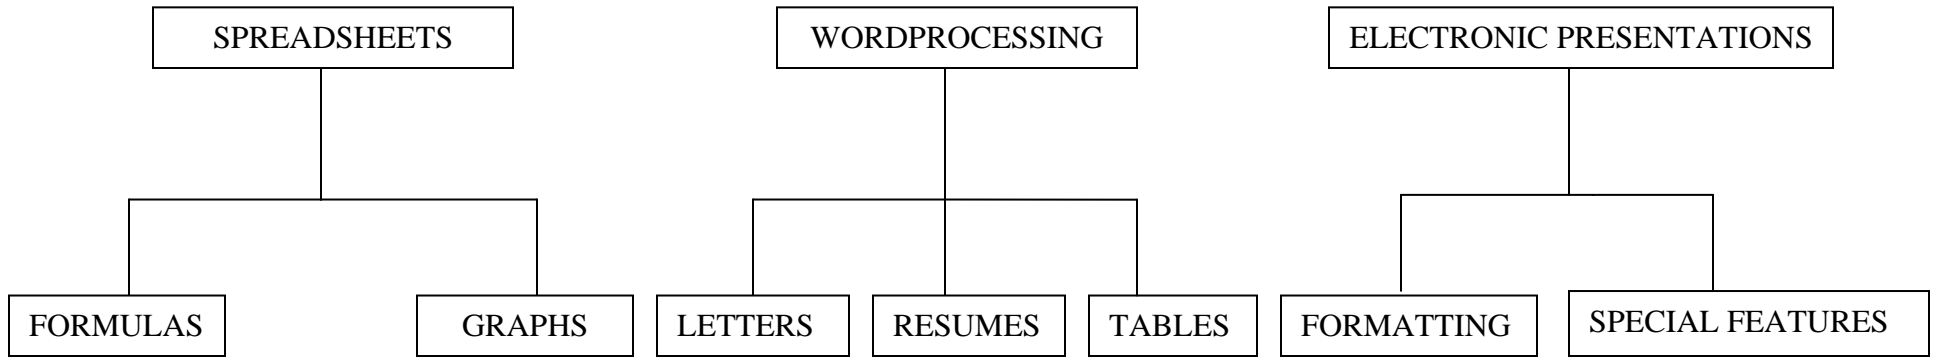 SPREADSHEETS
WORDPROCESSING
ELECTRONIC PRESENTATIONS
FORMULAS
GRAPHS
LETTERS
RESUMES
TABLES
FORMATTING
SPECIAL FEATURES